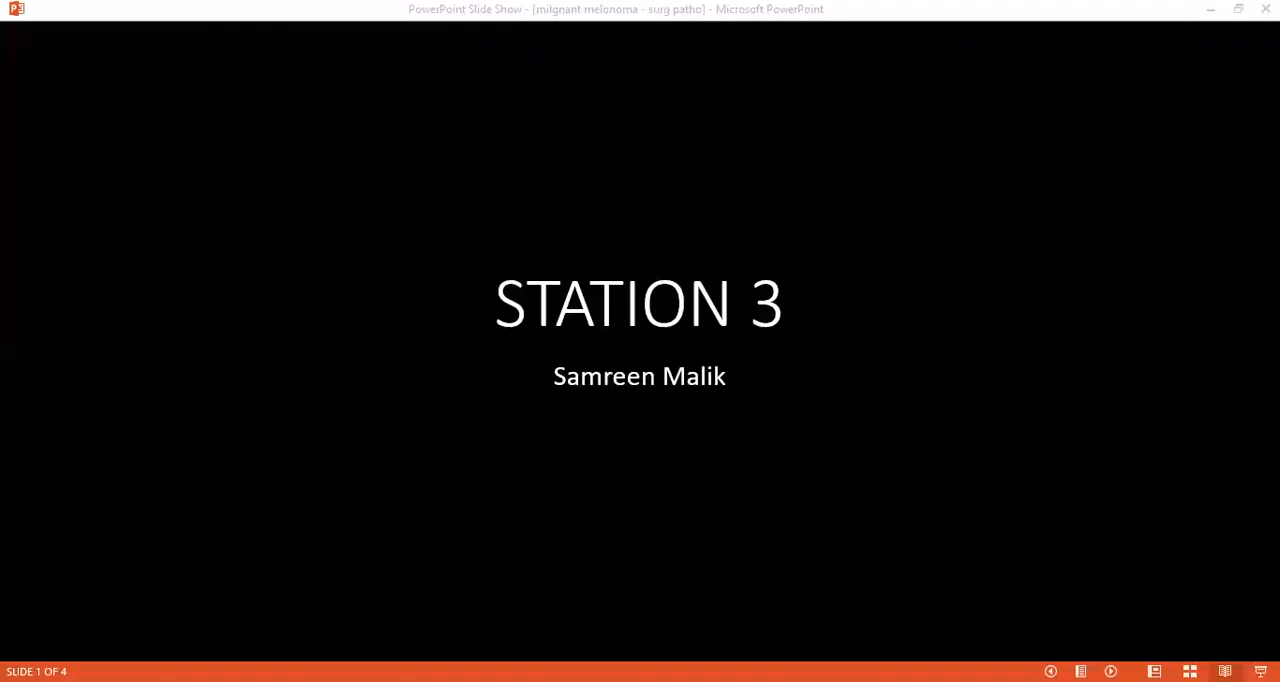 PowerPoint Slide Show - [milgnant melonoma - surg patho] - Microsoft PowerPoint
STATION 3
Samreen Malik
SLIDE 1 OF 4